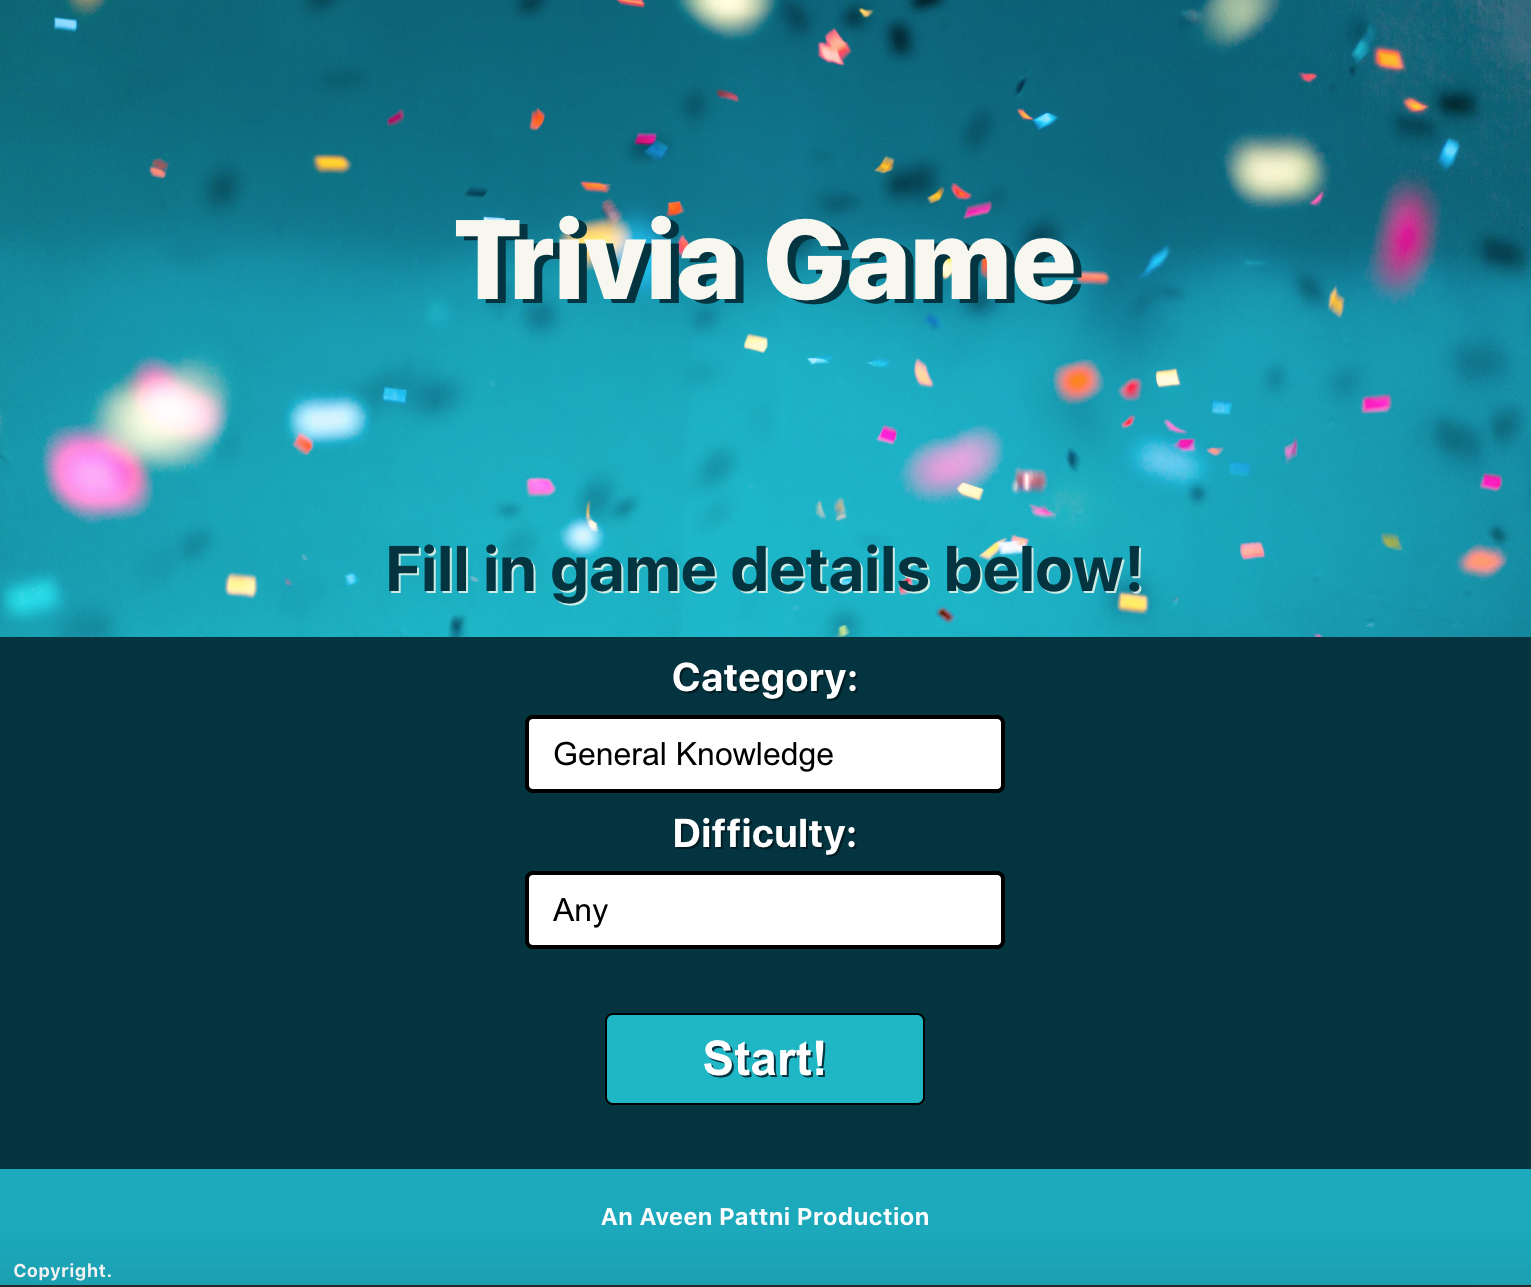 Trivia Game
Fill in game details below!
Category:
General Knowledge
Difficulty:
Any
Start!
An Aveen Pattni Production
Copyright.